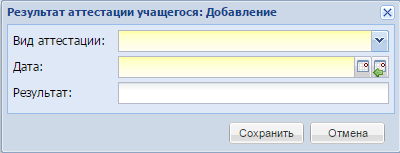 Результат аттестации учащегося: Добавление
Вид аттестации:
Дата:
Результат:
Сохранить Отмена